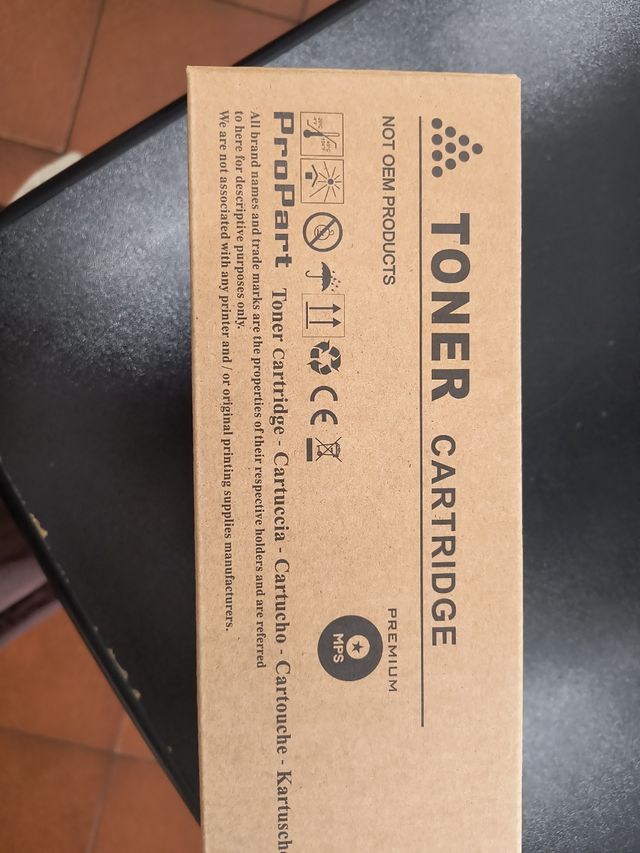 TONER CARTRIDGE
NOT OEM PRODUCTS
PREMIUM
MPS
CE
ProPart Toner Cartridge - Cartuccia - Cartucho - Cartouche - Kartusche
All brand names and trade marks are the properties of their respective holders and are referred
to here for descriptive purposes only.
We are not associated with any printer and / or original printing supplies manufacturers.